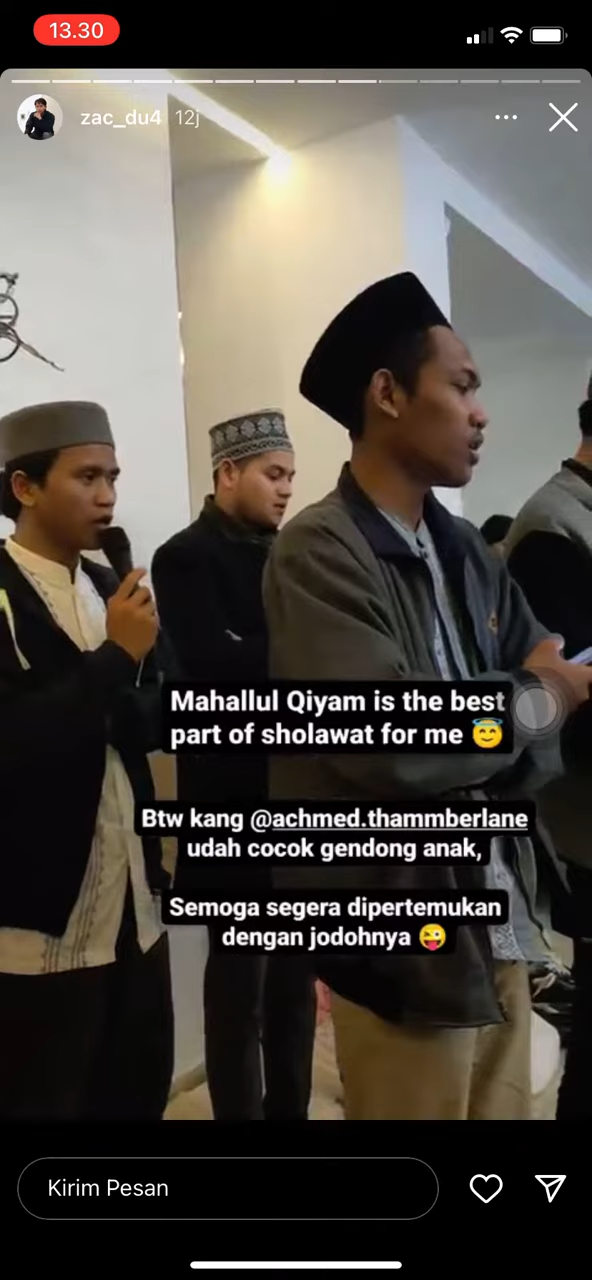 13.30
zac_du4 12j
Mahallul Qiyam is the best
part of sholawat for me 😇
Btw kang @achmed.thammberlane
udah cocok gendong anak,
Semoga segera dipertemukan
dengan jodohnya 😜
Kirim Pesan